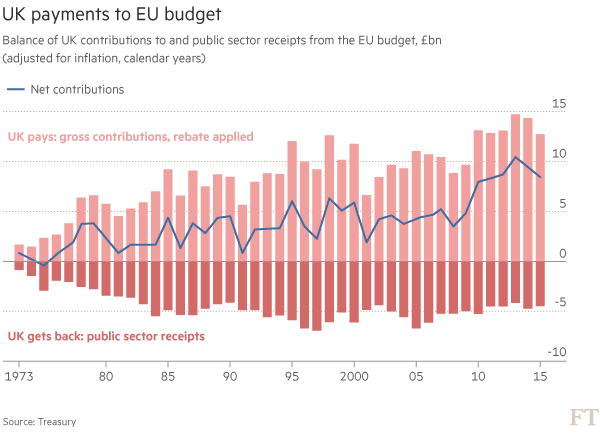 UK payments to EU budget
Balance of UK contributions to and public sector receipts from the EU budget, £bn
(adjusted for inflation, calendar years)
Net contributions
15
UK pays: gross contributions, rebate applied
10
5
0
-5
UK gets back: public sector receipts
-10
1973 80 85 90 95 2000 05 10 15
Source: Treasury
FT